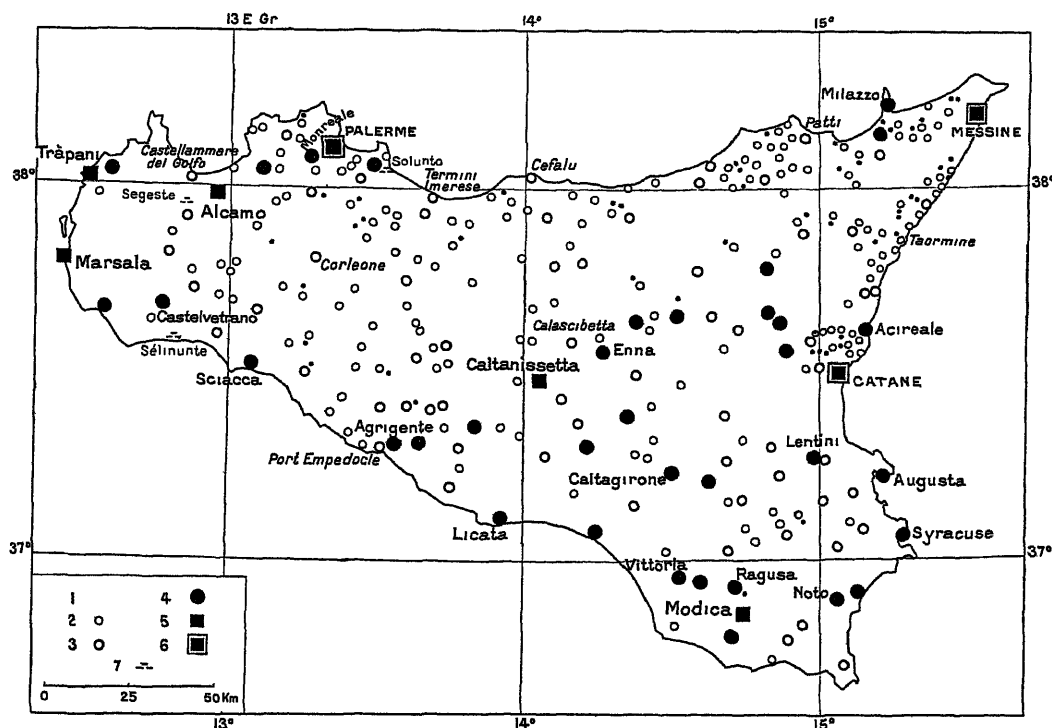 13 E Gr
14°
15°
Milazzo
Patti
MESSINE
Monreale
PALERME
Castellammare
del Golfo
Solunto
Cefalu
Termini
Imerese
Tràpani
38°
38°
Segeste
Alcamo
Taormine
Marsala
Corleone
Castelvetrano
Calascibetta
Acireale
Sélinunte
Enna
Sciacca
Caltanissetta
CATANE
Agrigente
Lentini
Port Empedocle
Caltagirone
Augusta
Licata
Syracuse
37°
37°
Vittoria
Ragusa
Noto
Modica
1 4
2 5
3 6
7
0 25 50 Km
13°
14°
15°